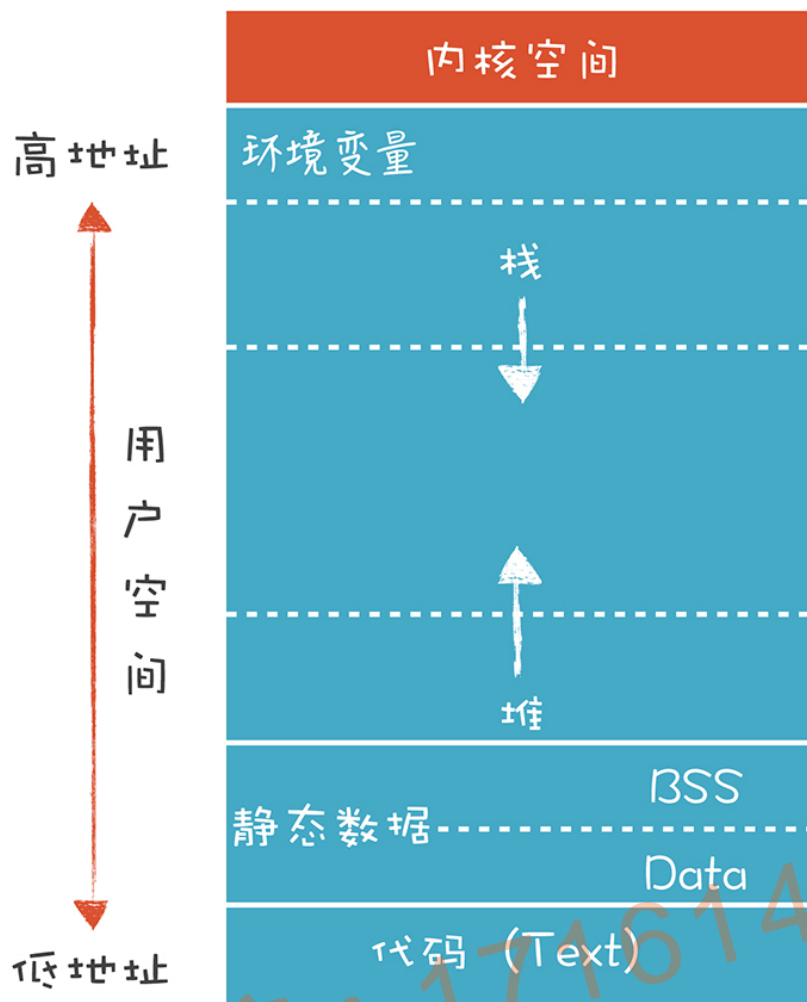 内核空间
高地址
环境变量
栈
用户空间
堆
BSS
静态数据
Data
代码 (Text)
低地址
171614